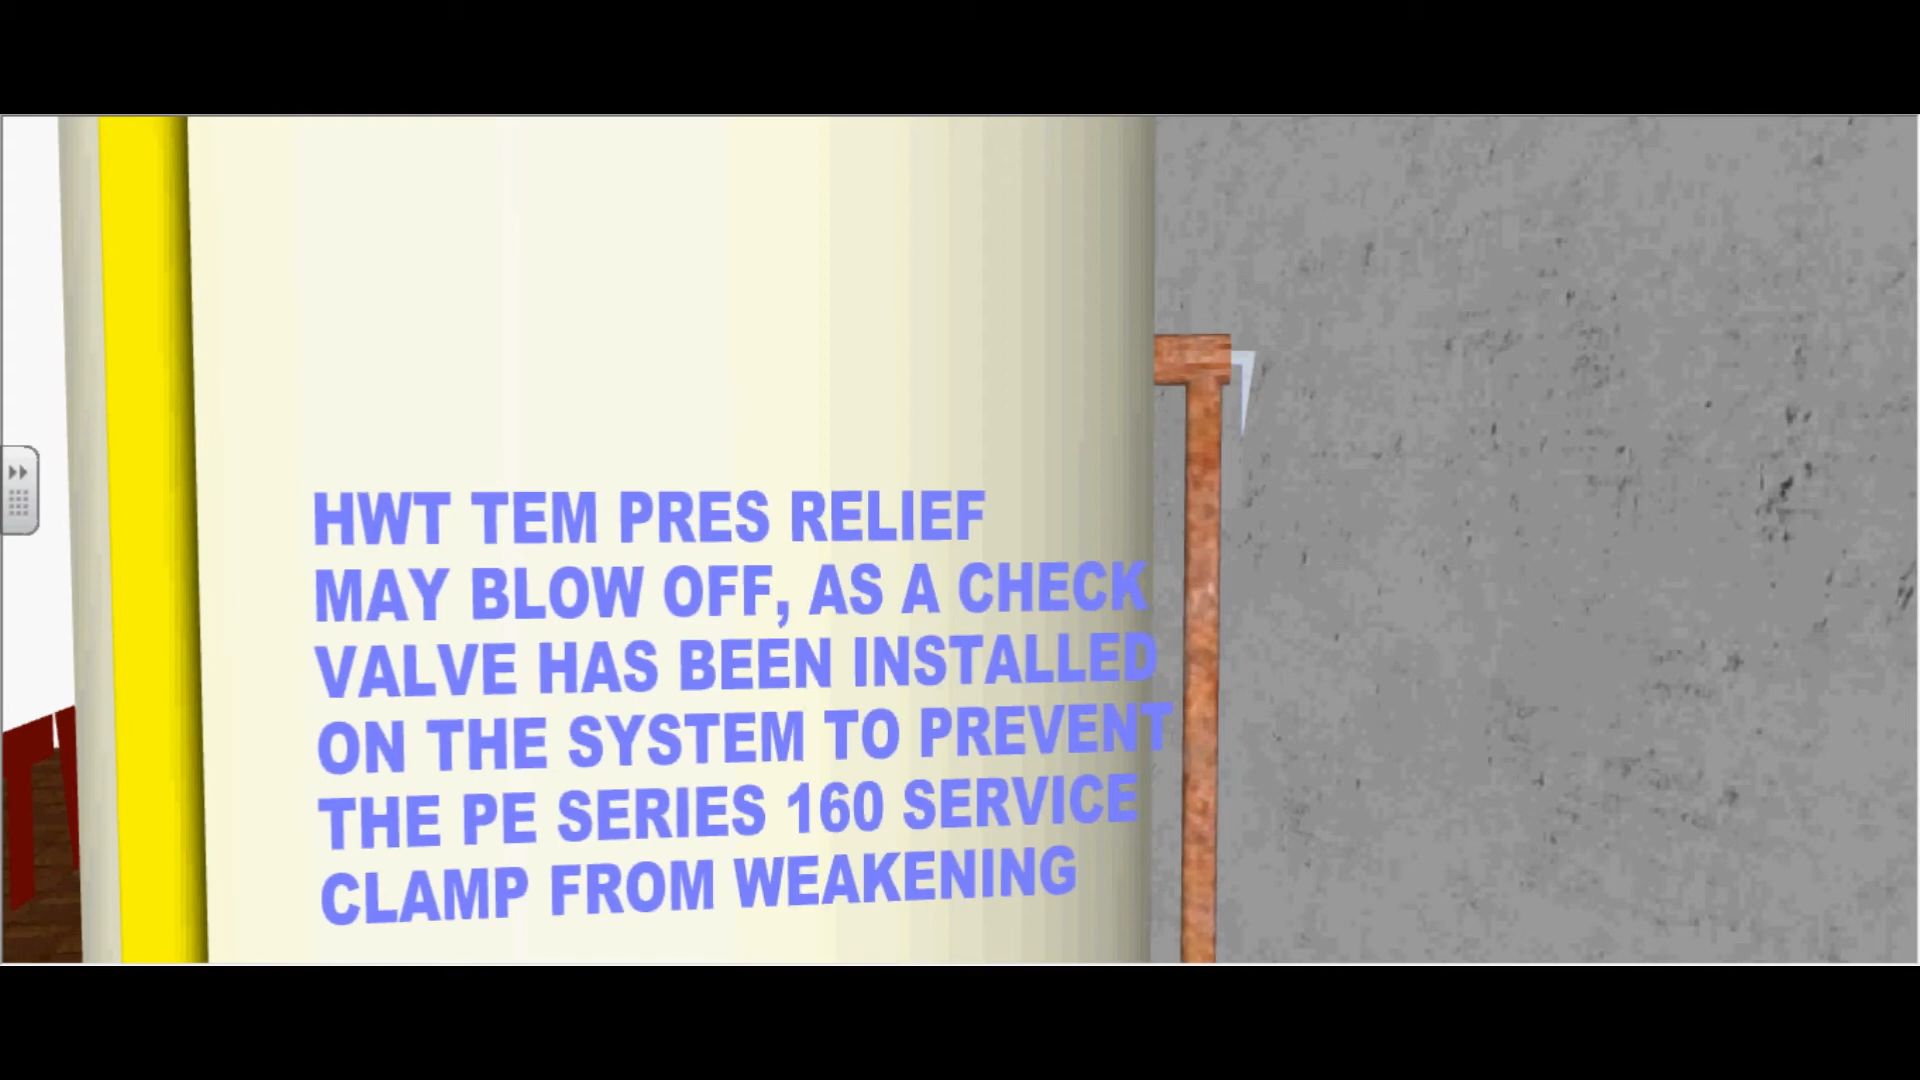 HWT TEM PRES RELIEF
MAY BLOW OFF, AS A CHECK
VALVE HAS BEEN INSTALLED
ON THE SYSTEM TO PREVENT
THE PE SERIES 160 SERVICE
CLAMP FROM WEAKENING